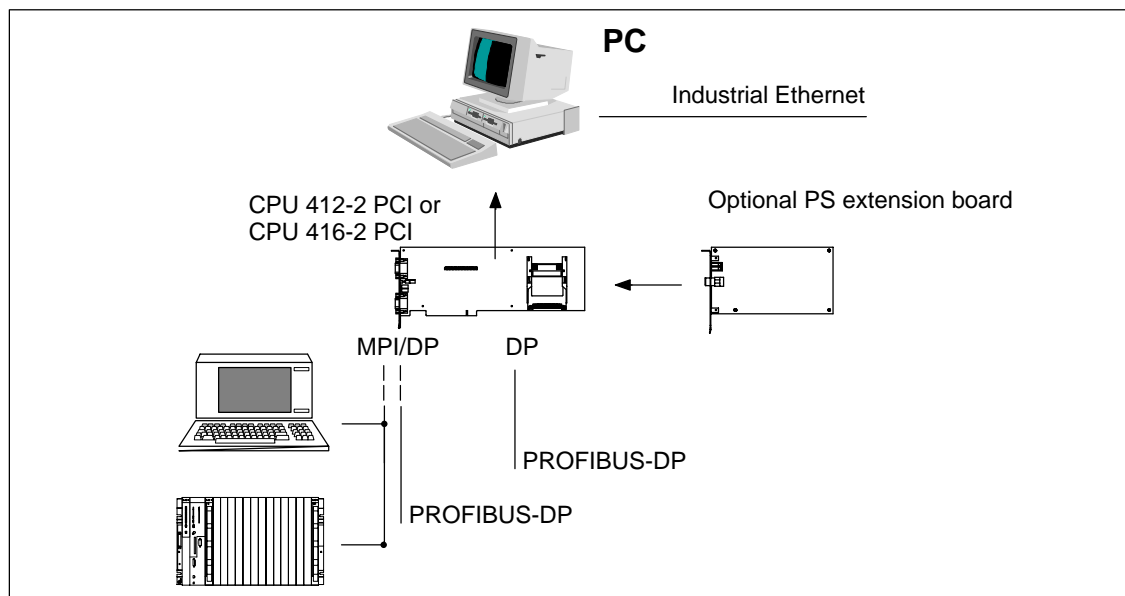 PC
Industrial Ethernet
CPU 412-2 PCI or
CPU 416-2 PCI
Optional PS extension board
MPI/DP
DP
PROFIBUS-DP
PROFIBUS-DP